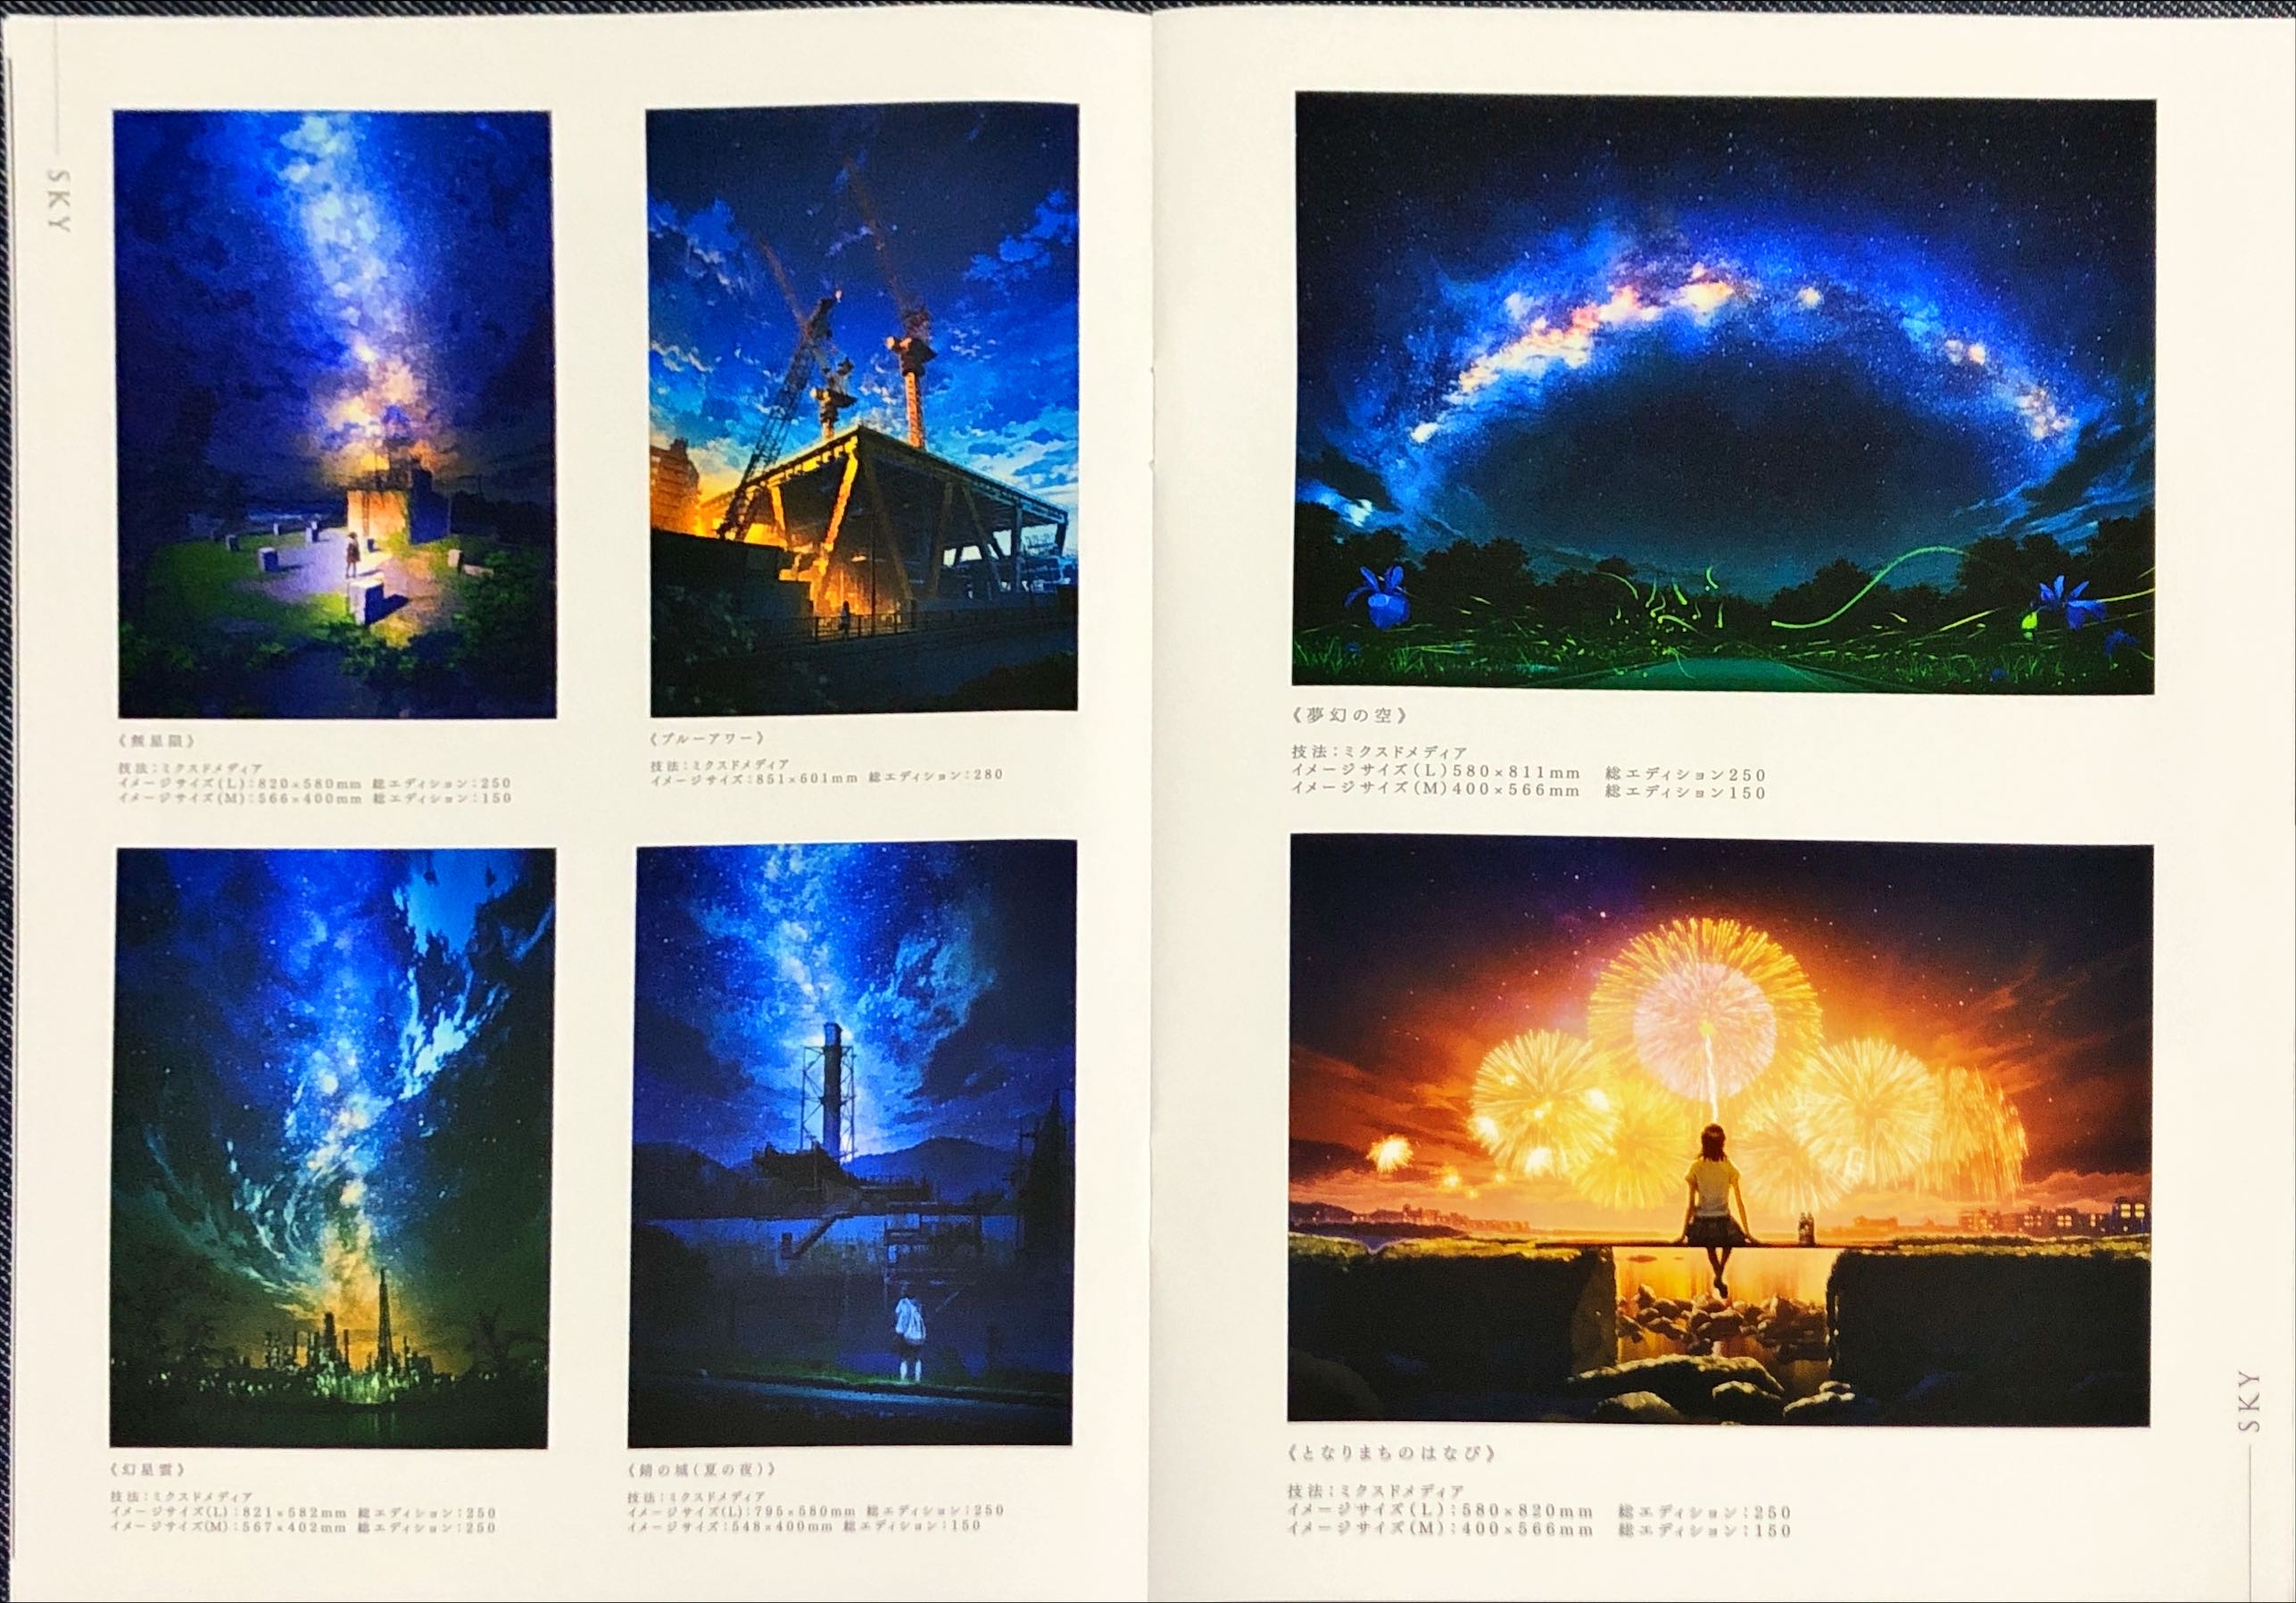 SKY
《無星隕》
技法：ミクスドメディア
イメージサイズ(L)：820×580mm 総エディション：250
イメージサイズ(M)：566×400mm 総エディション：150
《ブルーアワー》
技法：ミクスドメディア
イメージサイズ：851×601mm 総エディション：280
《幻星雲》
技法：ミクスドメディア
イメージサイズ(L)：821×582mm 総エディション：250
イメージサイズ(M)：567×402mm 総エディション：250
《錆の城(夏の夜)》
技法：ミクスドメディア
イメージサイズ(L)：795×580mm 総エディション：250
イメージサイズ：548×400mm 総エディション：150
《夢幻の空》
技法：ミクスドメディア
イメージサイズ(L)580×811mm 総エディション250
イメージサイズ(M)400×566mm 総エディション150
《となりまちのはなび》
技法：ミクスドメディア
イメージサイズ(L)：580×820mm 総エディション：250
イメージサイズ(M)：400×566mm 総エディション：150
SKY